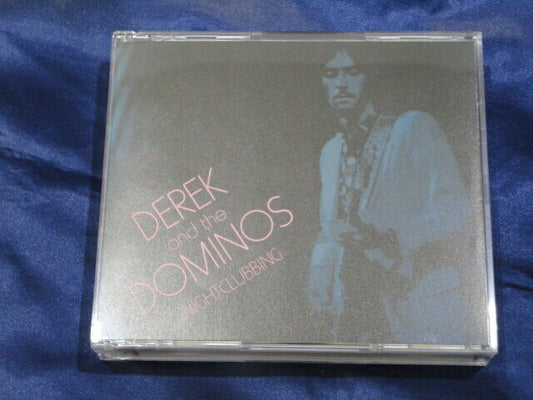 DEREK
and the
DOMINOS
NIGHTCLUBBING